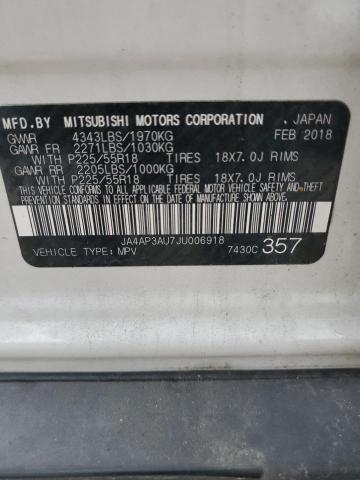 MFD.BY MITSUBISHI MOTORS CORPORATION . JAPAN
GVWR 4343LBS/1970KG FEB 2018
GAWR FR 2271LBS/1030KG
WITH P225/55R18 TIRES 18X7.0J RIMS
GAWR RR 2205LBS/1000KG
WITH P225/55R18 TIRES 18X7.0J RIMS
THIS VEHICLE CONFORMS TO ALL APPLICABLE FEDERAL
MOTOR VEHICLE SAFETY, BUMPER AND THEFT
PREVENTION STANDARDS IN EFFECT ON THE DATE OF
MANUFACTURE SHOWN ABOVE.
JA4AP3AU7JU006918
VEHICLE TYPE: MPV 7430C 357